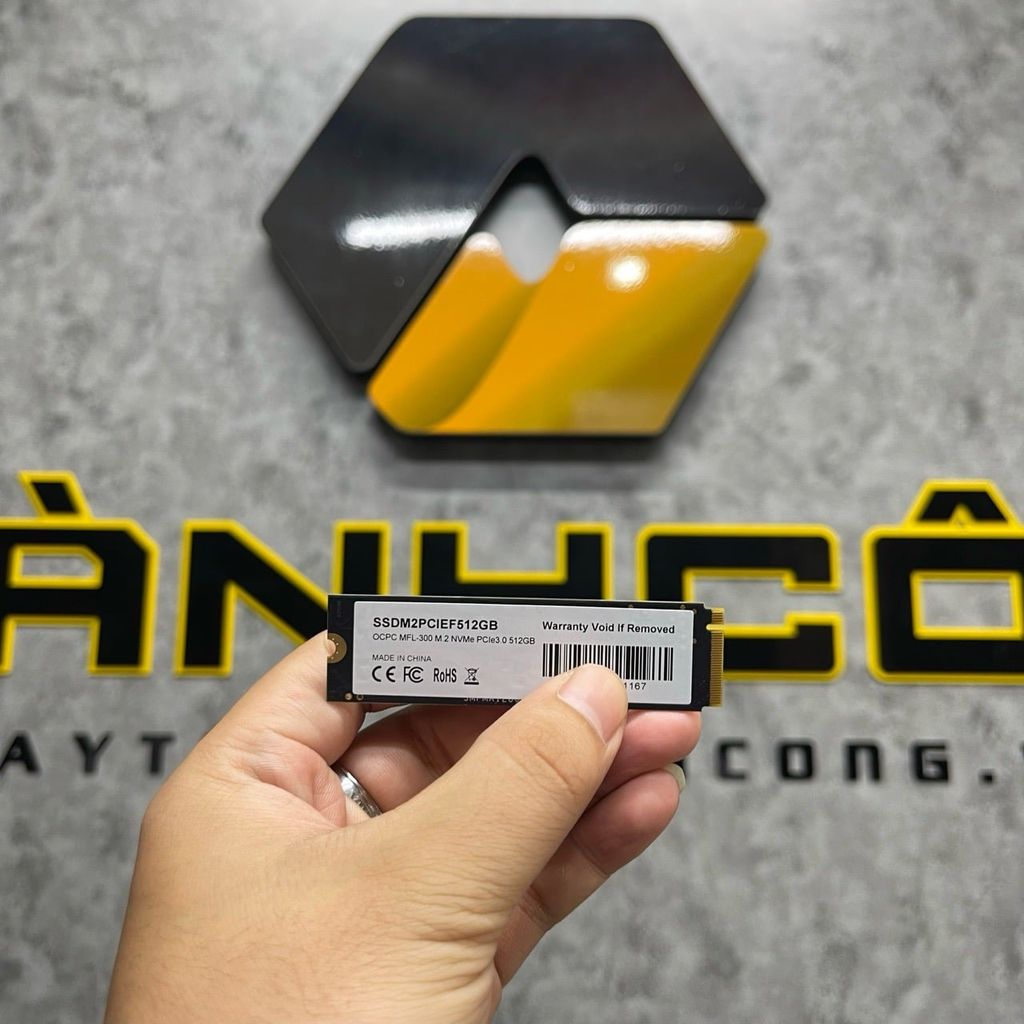 ÀNHCÔ
AYT
CONG.
SSDM2PCIEF512GB
OCPC MFL-300 M.2 NVMe PCIe3.0 512GB
Warranty Void If Removed
MADE IN CHINA
CE FC RoHS
1167